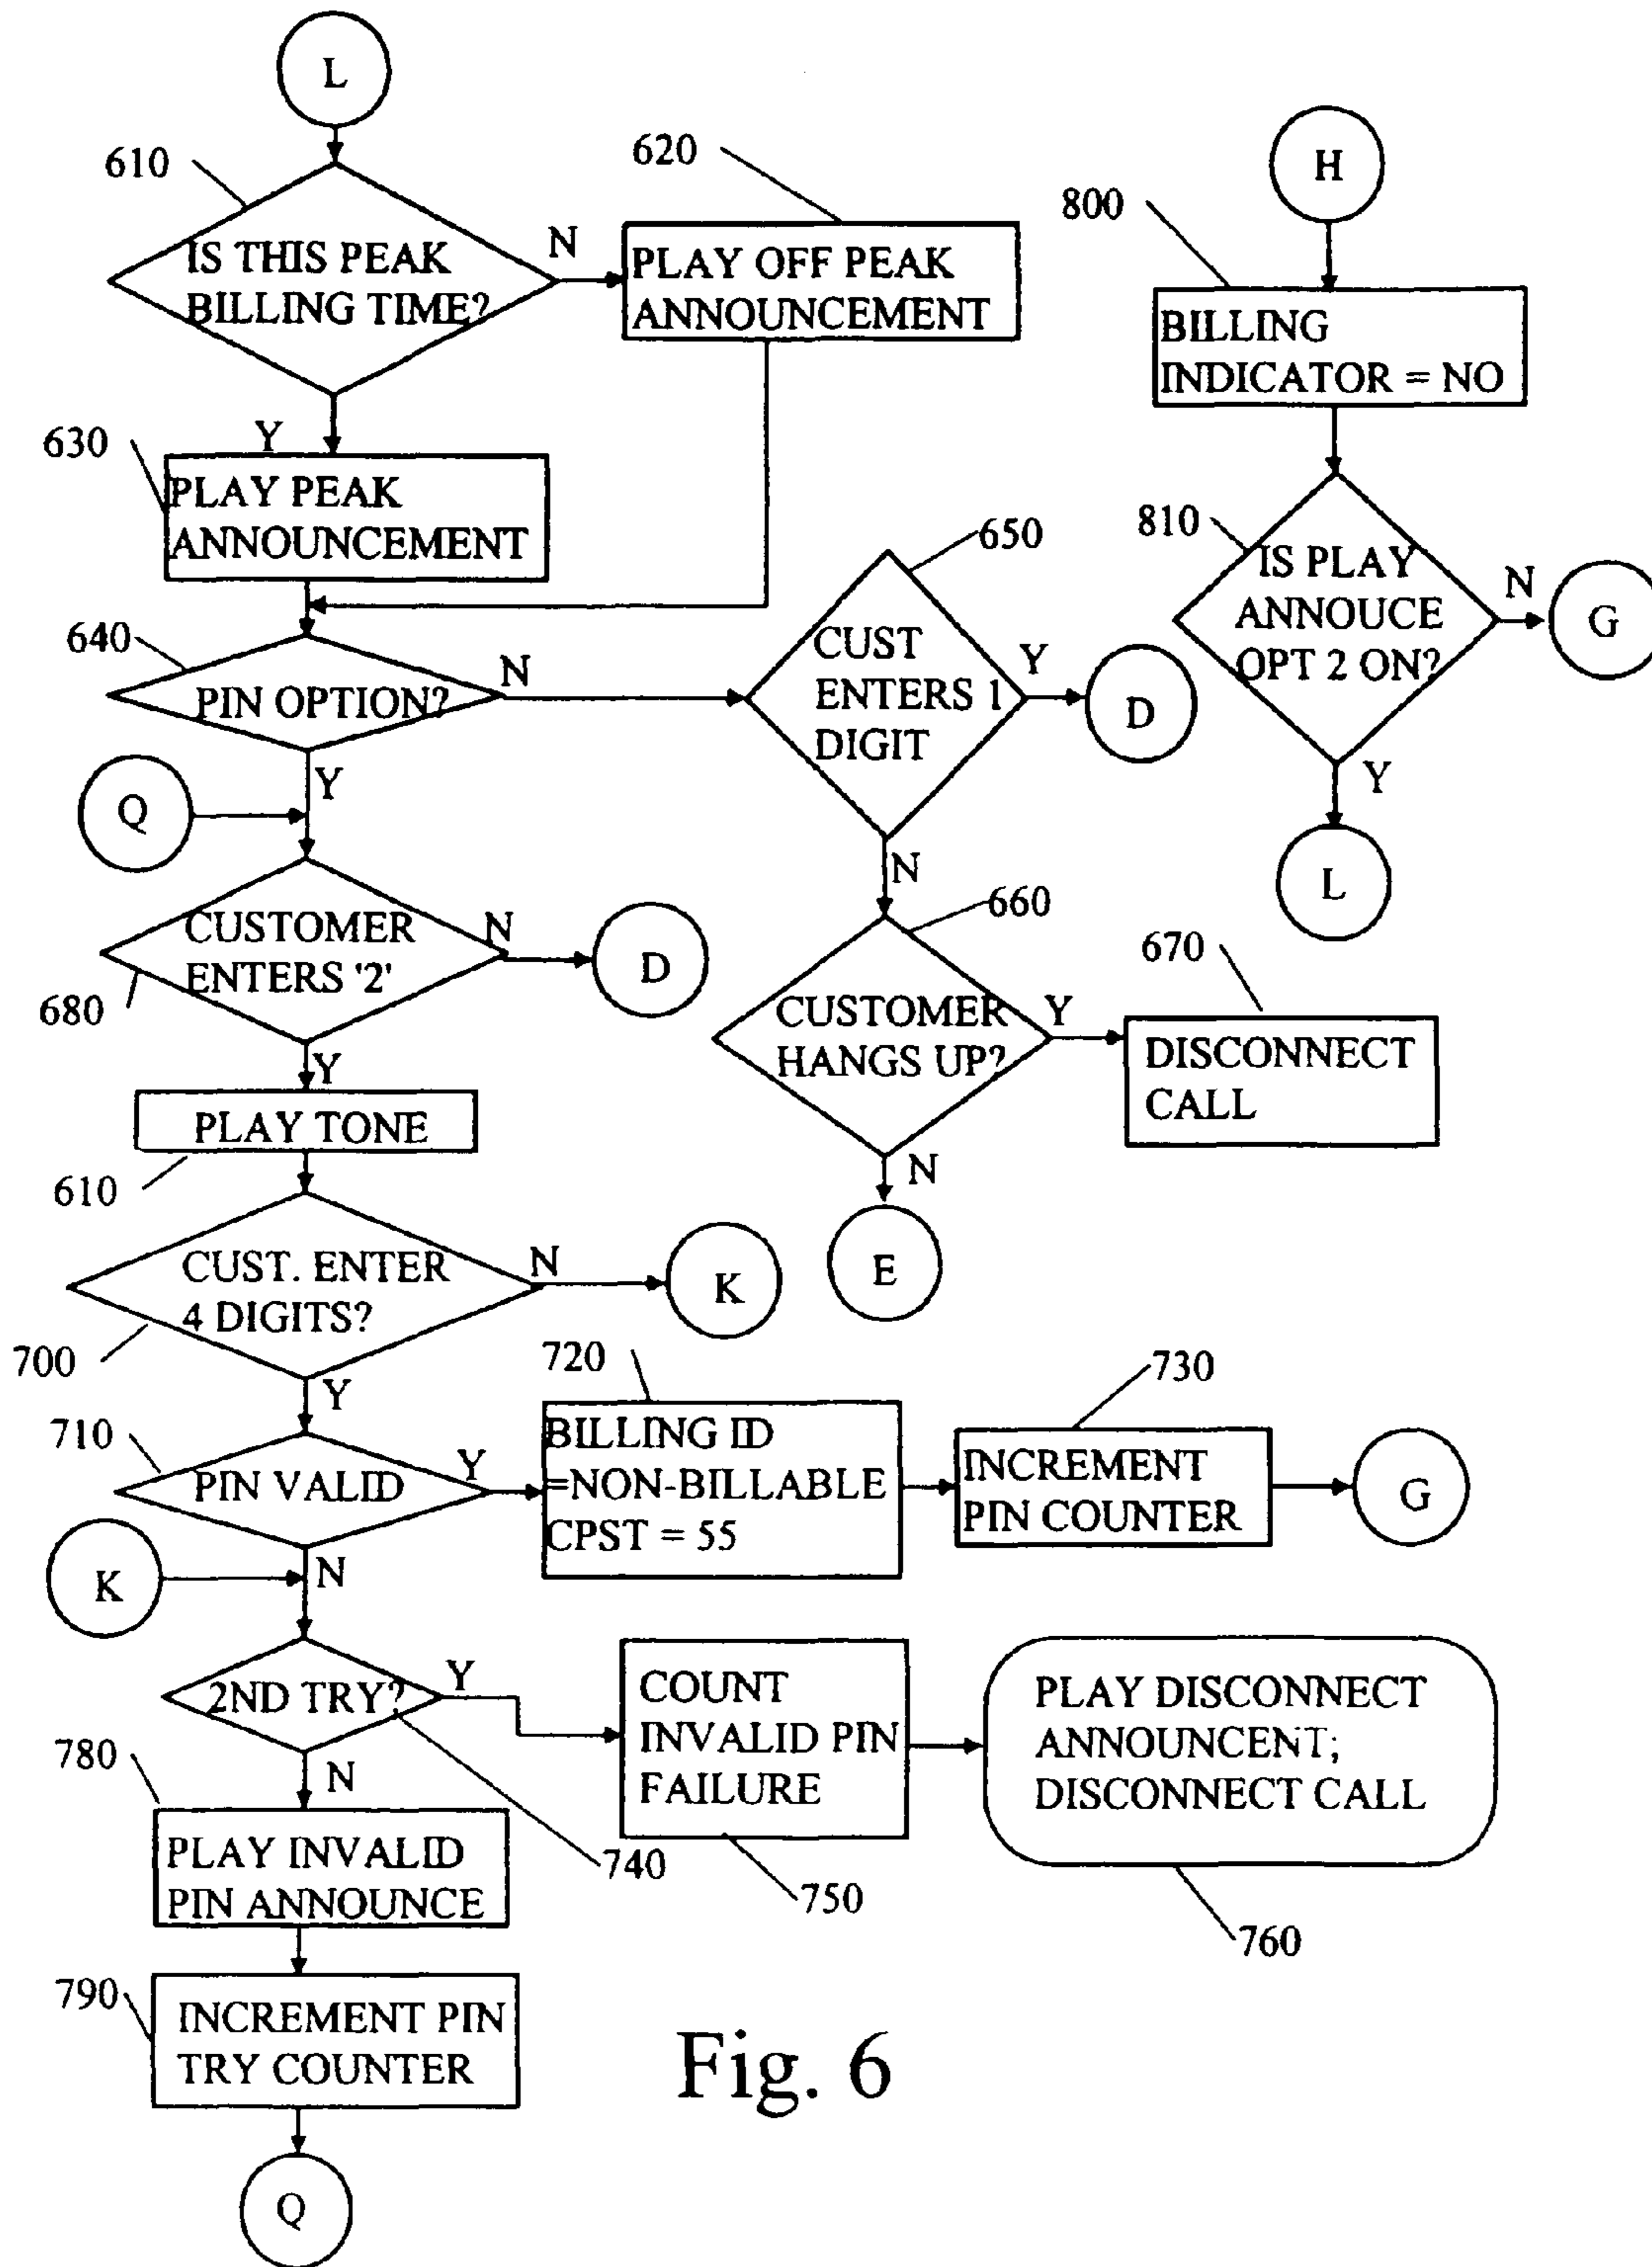 L
610
IS THIS PEAK
BILLING TIME?
N
620
PLAY OFF PEAK
ANNOUNCEMENT
Y
630
PLAY PEAK
ANNOUNCEMENT
640
PIN OPTION?
N
Y
650
CUST
ENTERS 1
DIGIT
Y
D
N
660
CUSTOMER
HANGS UP?
Y
670
DISCONNECT
CALL
N
E
H
800
BILLING
INDICATOR = NO
810
IS PLAY
ANNOUCE
OPT 2 ON?
N
G
Y
L
Q
CUSTOMER
ENTERS '2'
680
N
D
Y
PLAY TONE
610
CUST. ENTER
4 DIGITS?
700
N
K
Y
710
PIN VALID
Y
720
BILLING ID
=NON-BILLABLE
CPST = 55
730
INCREMENT
PIN COUNTER
G
N
K
2ND TRY?
740
Y
COUNT
INVALID PIN
FAILURE
750
PLAY DISCONNECT
ANNOUNCENT;
DISCONNECT CALL
760
N
780
PLAY INVALID
PIN ANNOUNCE
790
INCREMENT PIN
TRY COUNTER
Q
Fig. 6